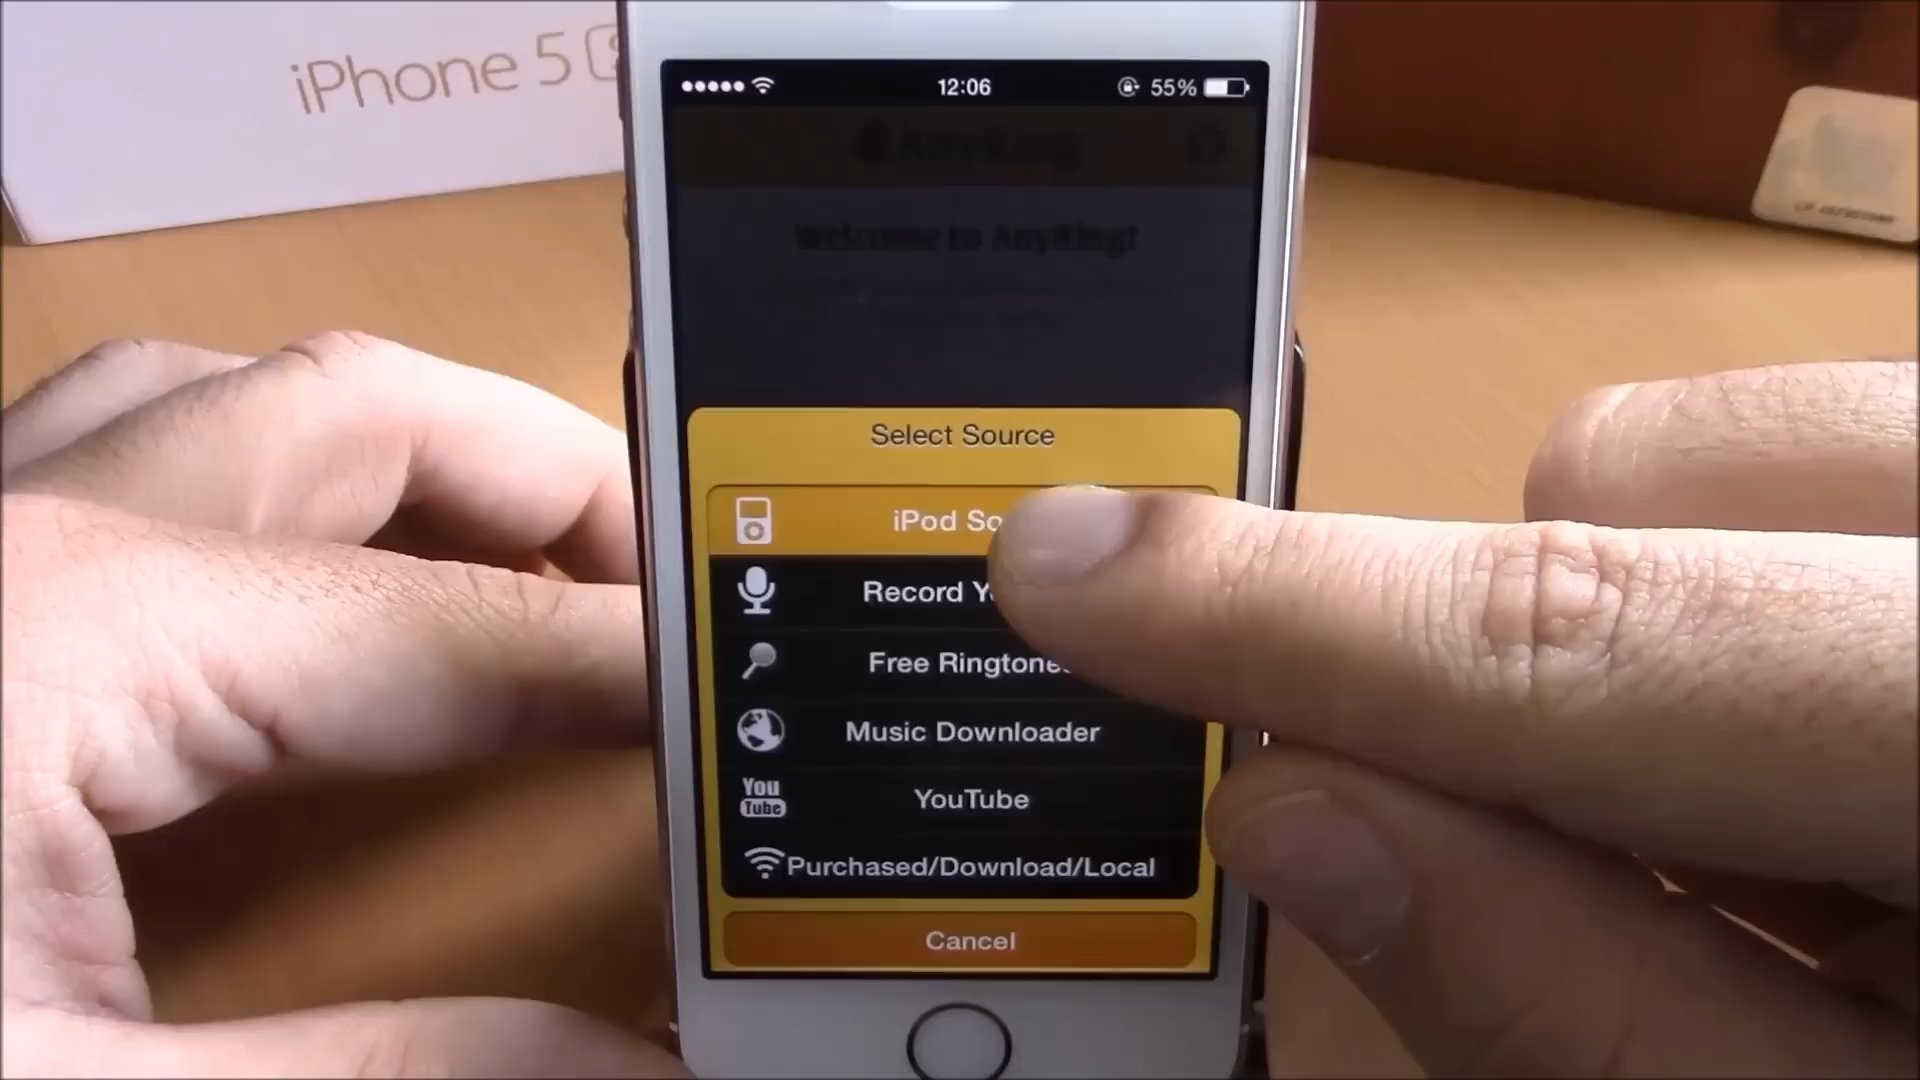 iPhone 5
12:06
55%
AnyRing
Welcome to AnyRing!
Select Source
iPod So
Record Y
Free Ringtone
Music Downloader
You
Tube
YouTube
Purchased/Download/Local
Cancel